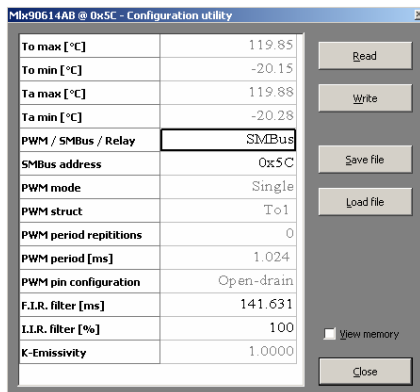 Mlx90614AB @ 0x5C - Configuration utility
To max [°C] 119.85
To min [°C] -20.15
Ta max [°C] 119.88
Ta min [°C] -20.28
PWM / SMBus / Relay SMBus
SMBus address 0x5C
PWM mode Single
PWM struct To1
PWM period repititions 0
PWM period [ms] 1.024
PWM pin configuration Open-drain
F.I.R. filter [ms] 141.631
I.I.R. filter [%] 100
K-Emissivity 1.0000
Read
Write
Save file
Load file
View memory
Close